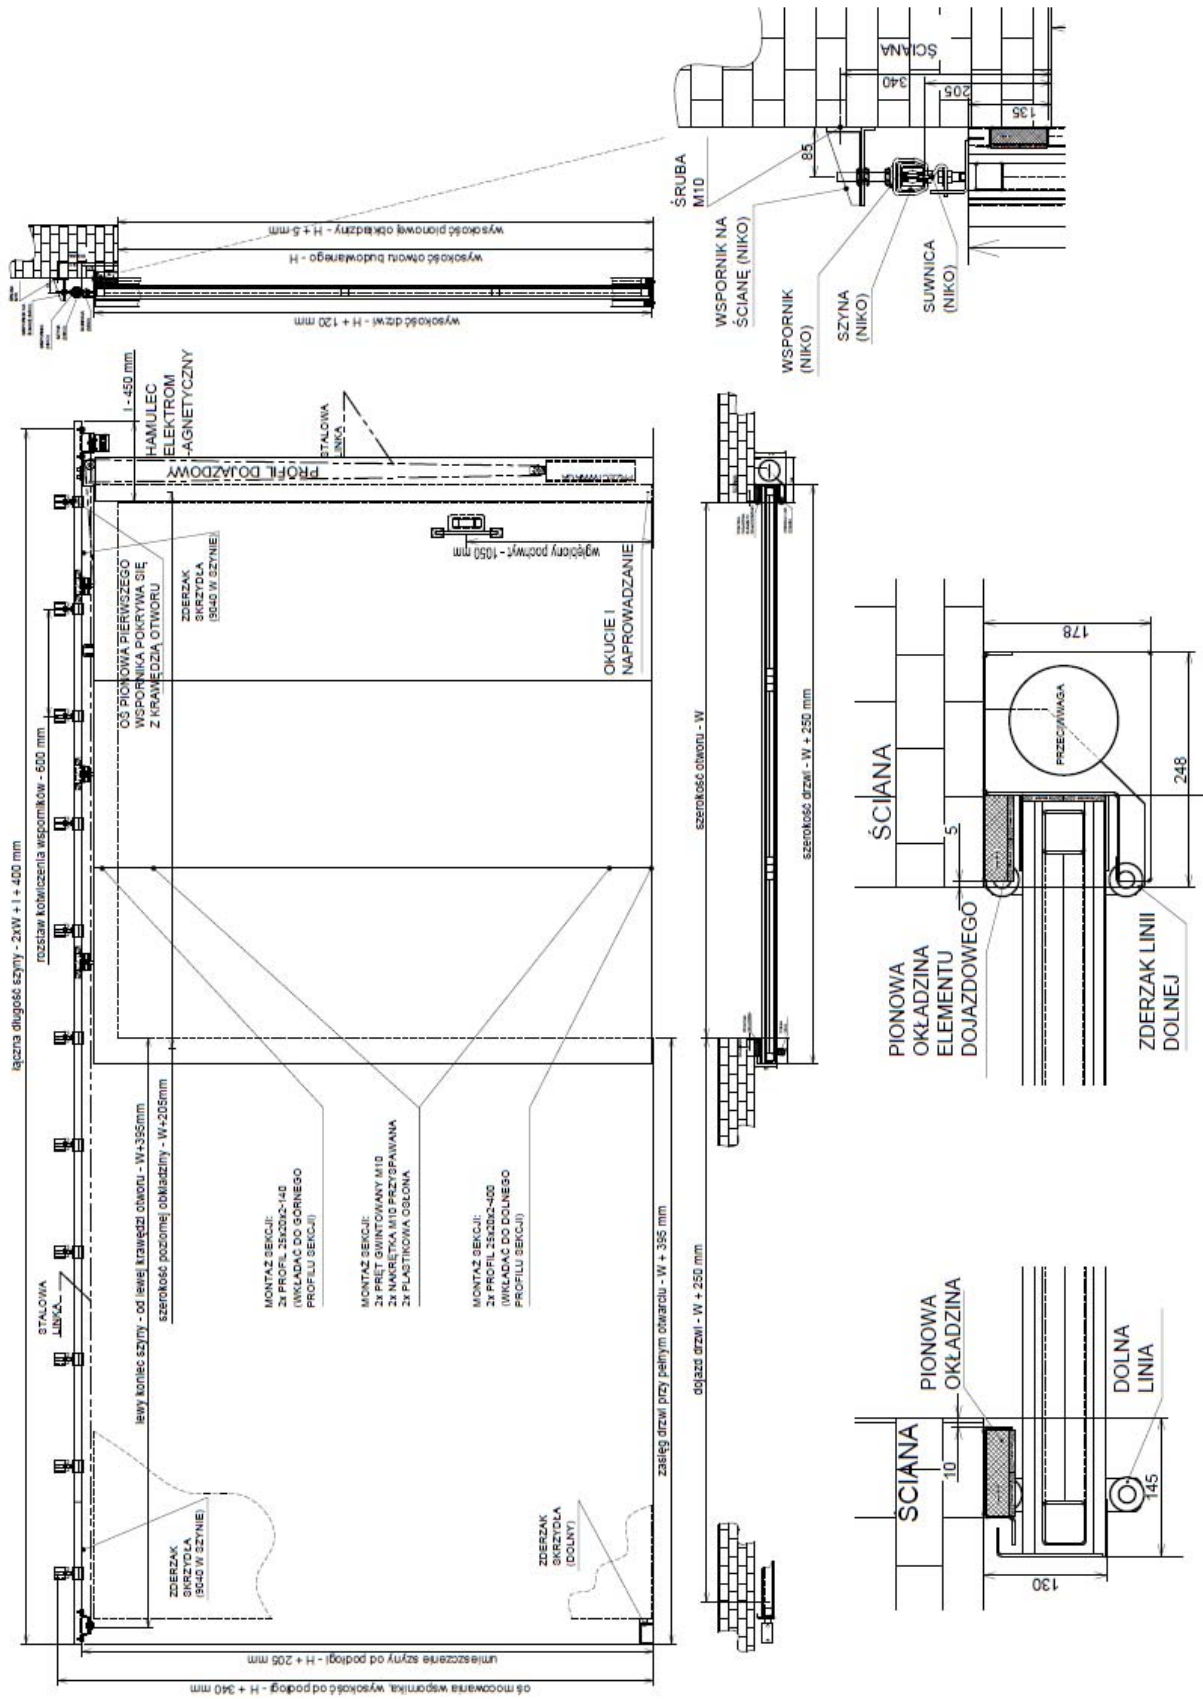 łączna długość szyny - 2xW + I + 400 mm
rozstaw kotwiczenia wsporników - 600 mm
STALOWA
LINKA
lewy koniec szyny - od lewej krawędzi otworu - W+395mm
szerokość poziomej obkładziny - W+205mm
OŚ PIONOWA PIERWSZEGO
WSPORNIKA POKRYWA SIĘ
Z KRAWĘDZIĄ OTWORU
ZDERZAK
SKRZYDŁA
(9040 W SZYNIE)
I - 450 mm
HAMULEC
ELEKTROM
-AGNETYCZNY
STALOWA
LINKA
PROFIL DOJAZDOWY
wgłębiony pochwyt - 1050 mm
OKUCIE I
NAPROWADZANIE
MONTAŻ SEKCJI:
2x PROFIL 25x20x2-140
(WKŁADAĆ DO GÓRNEGO
PROFILU SEKCJI)
MONTAŻ SEKCJI:
2x PRĘT GWINTOWANY M10
2x NAKRĘTKA M10 PRZYSPAWANA
2x PLASTIKOWA OSŁONA
MONTAŻ SEKCJI:
2x PROFIL 25x20x2-400
(WKŁADAĆ DO DOLNEGO
PROFILU SEKCJI)
ZDERZAK
SKRZYDŁA
(9040 W SZYNIE)
ZDERZAK
SKRZYDŁA
(DOLNY)
zasięg drzwi przy pełnym otwarciu - W + 395 mm
umieszczenie szyny od podłogi - H + 205 mm
oś mocowania wspornika, wysokość od podłogi - H + 340 mm
wysokość pionowej obkładziny - H + 5 mm
wysokość otworu budowlanego - H
wysokość drzwi - H + 120 mm
szerokość otworu - W
szerokość drzwi - W + 250 mm
dojazd drzwi - W + 250 mm
ŚRUBA
M10
WSPORNIK NA
ŚCIANĘ (NIKO)
WSPORNIK
(NIKO)
SZYNA
(NIKO)
SUWNICA
(NIKO)
ŚCIANA
340
205
135
85
ŚCIANA
5
PRZECIWWAGA
178
248
PIONOWA
OKŁADZINA
ELEMENTU
DOJAZDOWEGO
ZDERZAK LINII
DOLNEJ
SCIANA
10
PIONOWA
OKŁADZINA
DOLNA
LINIA
145
130